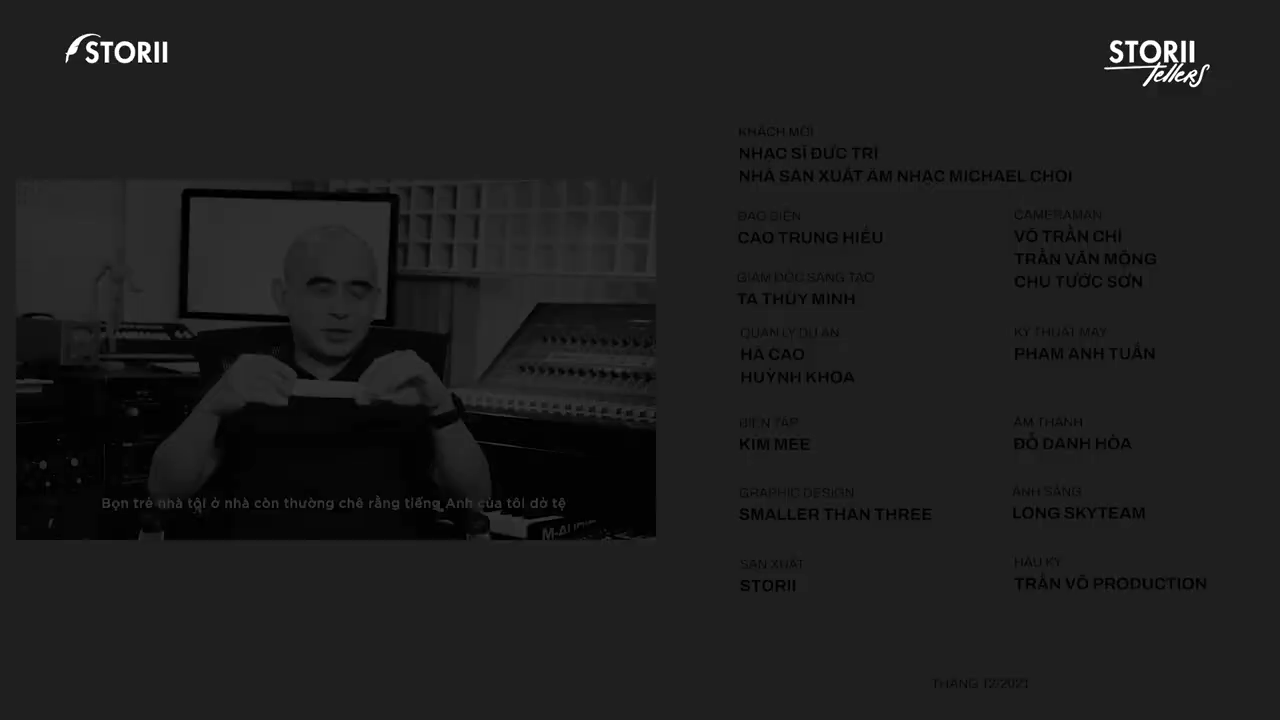 STORII
STORII
Tellers
KHÁCH MỜI
NHẠC SĨ ĐỨC TRÍ
NHÀ SẢN XUẤT ÂM NHẠC MICHAEL CHOI
ĐẠO DIỄN
CAO TRUNG HIẾU
GIÁM ĐỐC SÁNG TẠO
TẠ THÙY MINH
QUẢN LÝ DỰ ÁN
HÀ CAO
HUỲNH KHOA
BIÊN TẬP
KIM MEE
GRAPHIC DESIGN
SMALLER THAN THREE
SẢN XUẤT
STORII
CAMERAMAN
VÕ TRẦN CHÍ
TRẦN VĂN MỘNG
CHU TƯỚC SƠN
KỸ THUẬT MÁY
PHẠM ANH TUẤN
ÂM THANH
ĐỖ DANH HÒA
ÁNH SÁNG
LONG SKYTEAM
HẬU KỲ
TRẦN VÕ PRODUCTION
Bọn trẻ nhà tôi ở nhà còn thường chê rằng tiếng Anh của tôi dở tệ
M-AUDIO
THÁNG 12/2021